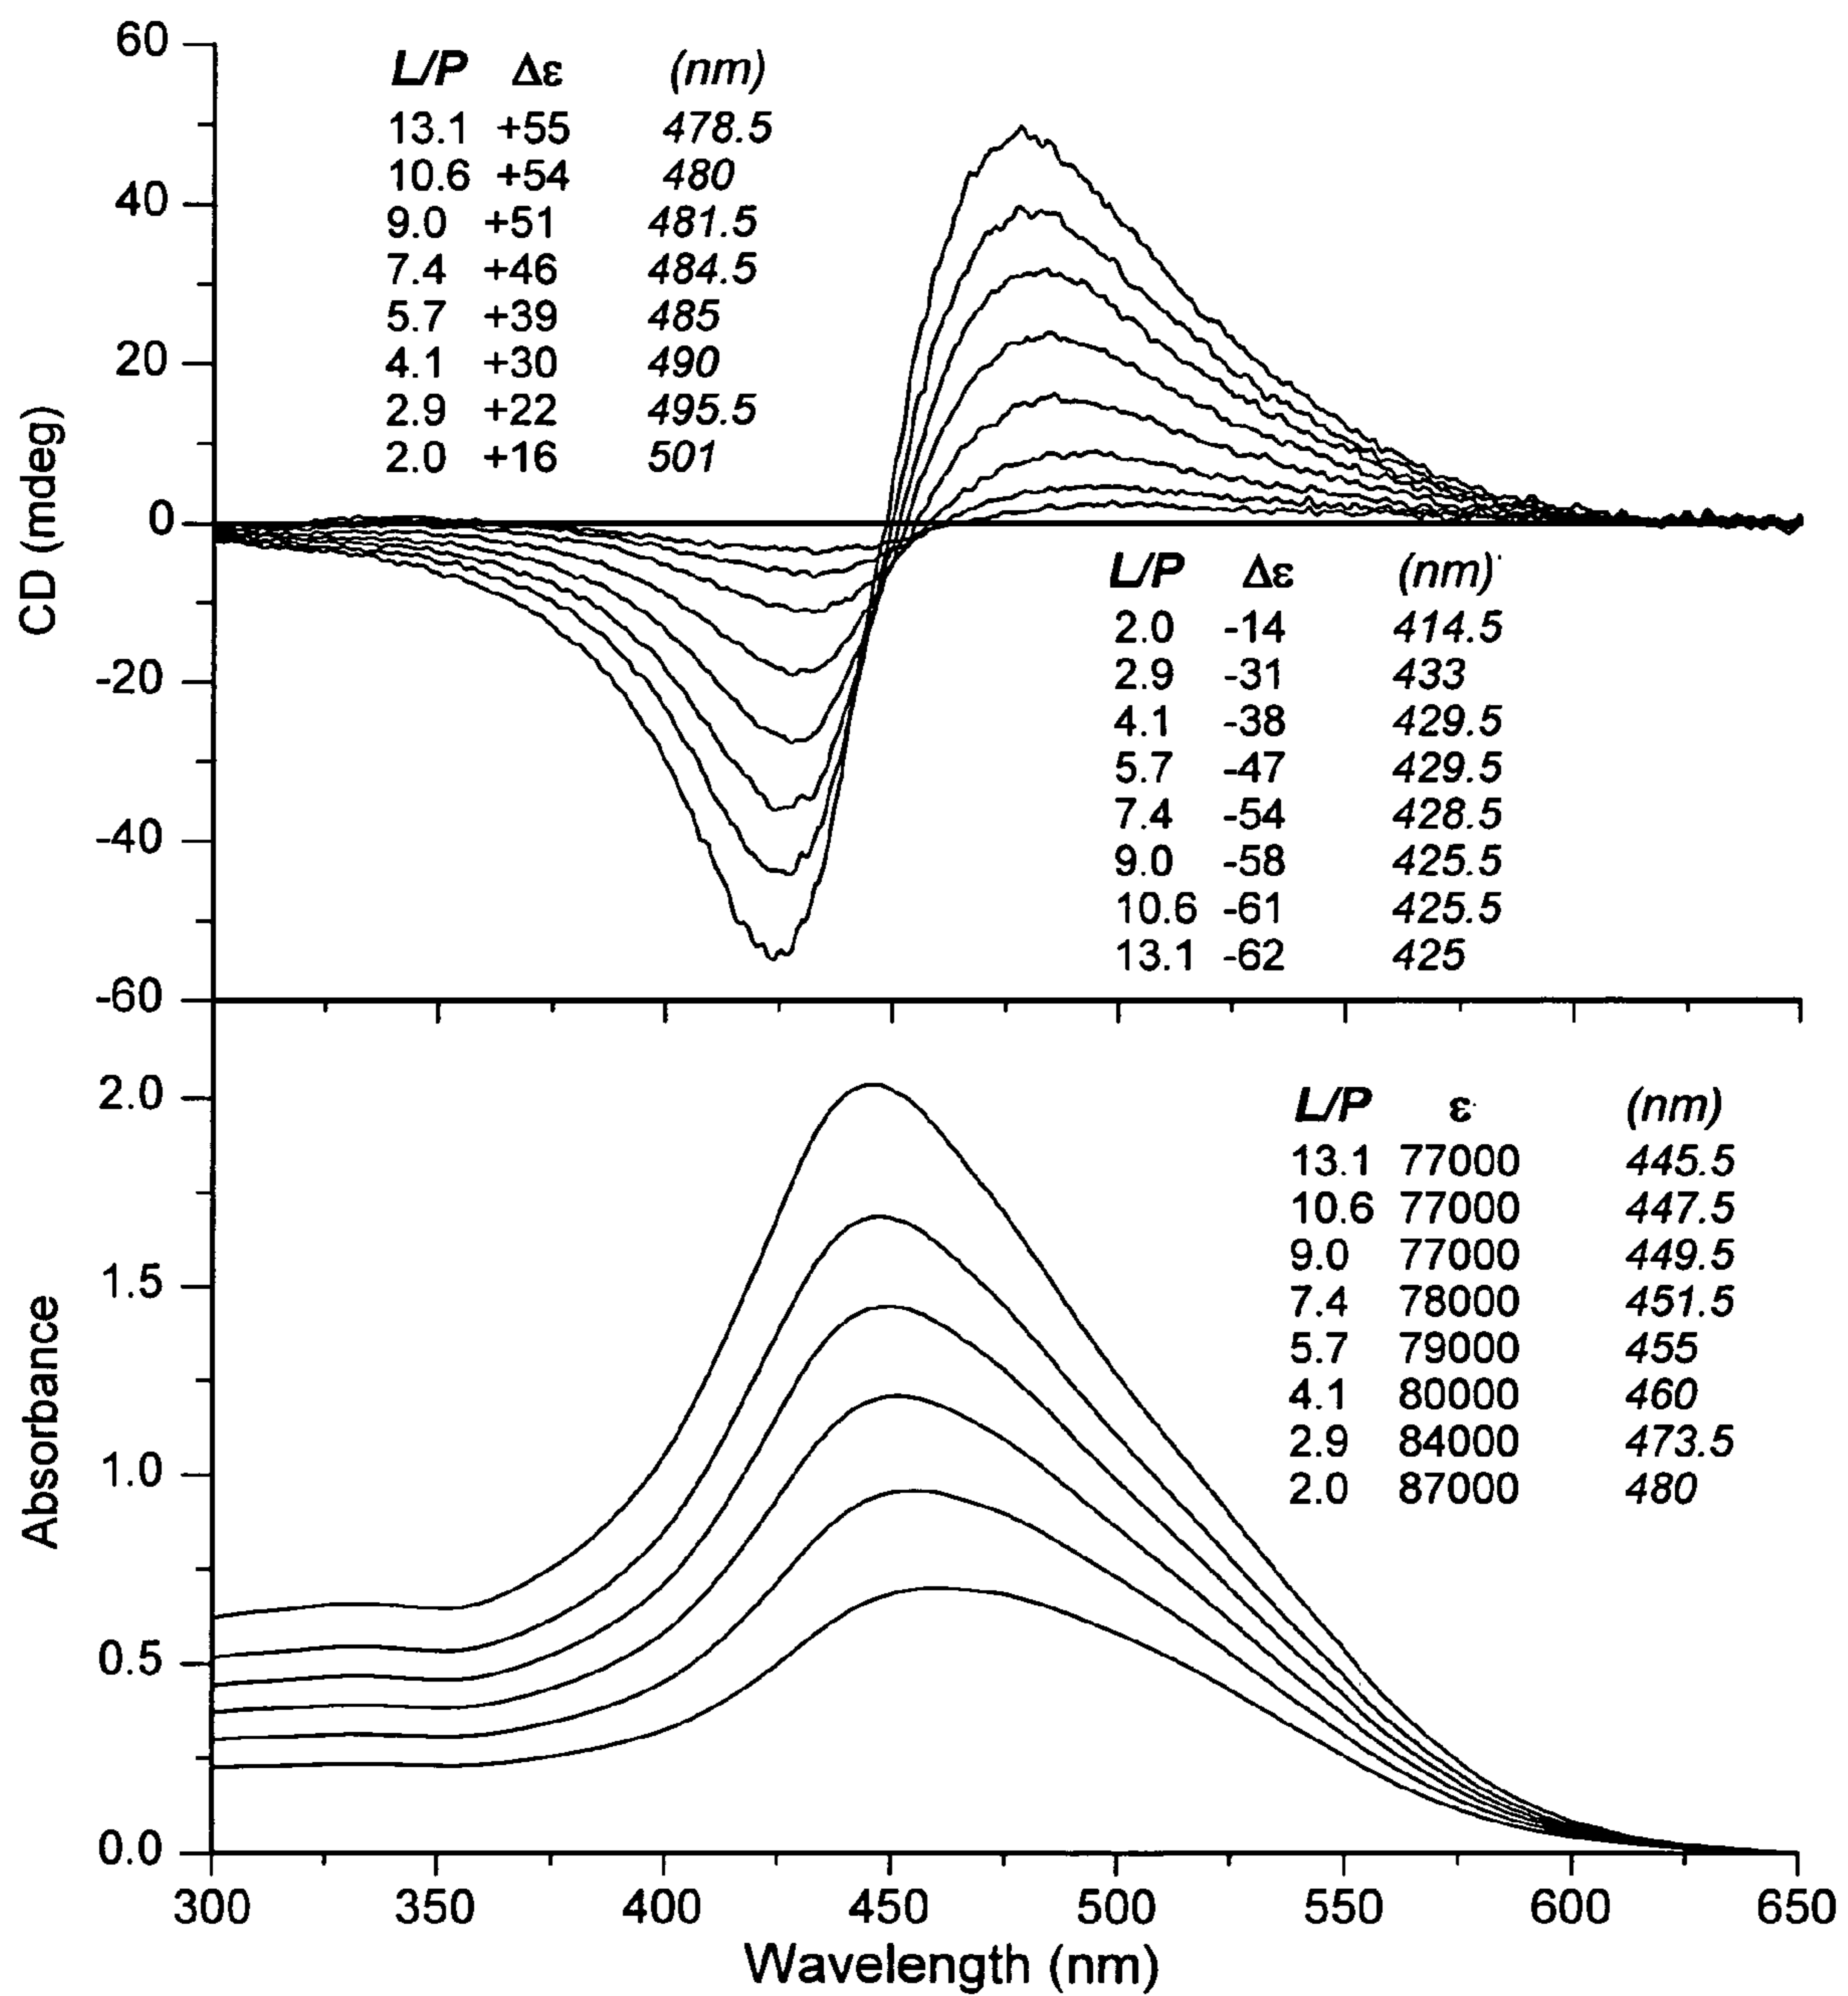 60
40
20
0
-20
-40
-60
CD (mdeg)
L/P Δε (nm)
13.1 +55 478.5
10.6 +54 480
9.0 +51 481.5
7.4 +46 484.5
5.7 +39 485
4.1 +30 490
2.9 +22 495.5
2.0 +16 501
L/P Δε (nm)
2.0 -14 414.5
2.9 -31 433
4.1 -38 429.5
5.7 -47 429.5
7.4 -54 428.5
9.0 -58 425.5
10.6 -61 425.5
13.1 -62 425
2.0
1.5
1.0
0.5
0.0
Absorbance
L/P ε (nm)
13.1 77000 445.5
10.6 77000 447.5
9.0 77000 449.5
7.4 78000 451.5
5.7 79000 455
4.1 80000 460
2.9 84000 473.5
2.0 87000 480
300 350 400 450 500 550 600 650
Wavelength (nm)